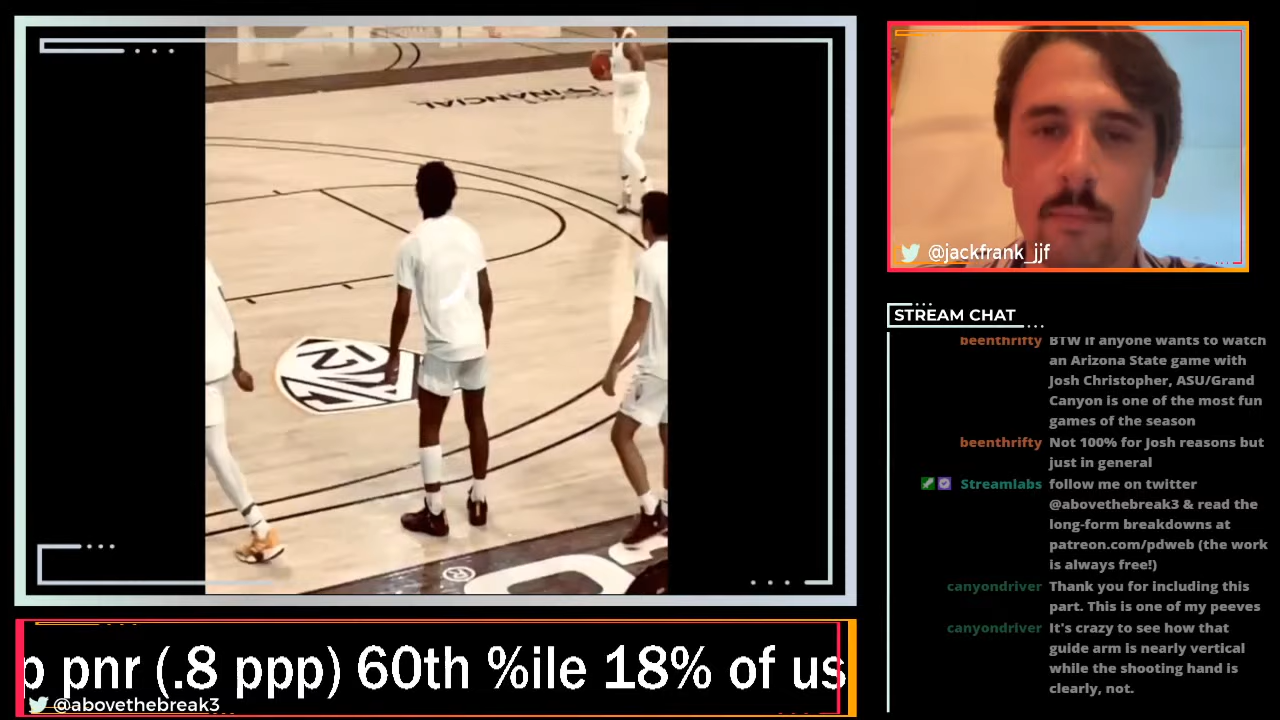 FINANCIAL
12
®
@jackfrank_jjf
STREAM CHAT
beenthrifty BTW if anyone wants to watch
an Arizona State game with
Josh Christopher, ASU/Grand
Canyon is one of the most fun
games of the season
beenthrifty Not 100% for Josh reasons but
just in general
Streamlabs follow me on twitter
@abovethebreak3 & read the
long-form breakdowns at
patreon.com/pdweb (the work
is always free!)
canyondriver Thank you for including this
part. This is one of my peeves
canyondriver It's crazy to see how that
guide arm is nearly vertical
while the shooting hand is
clearly, not.
p pnr (.8 ppp) 60th %ile 18% of us
@abovethebreak3